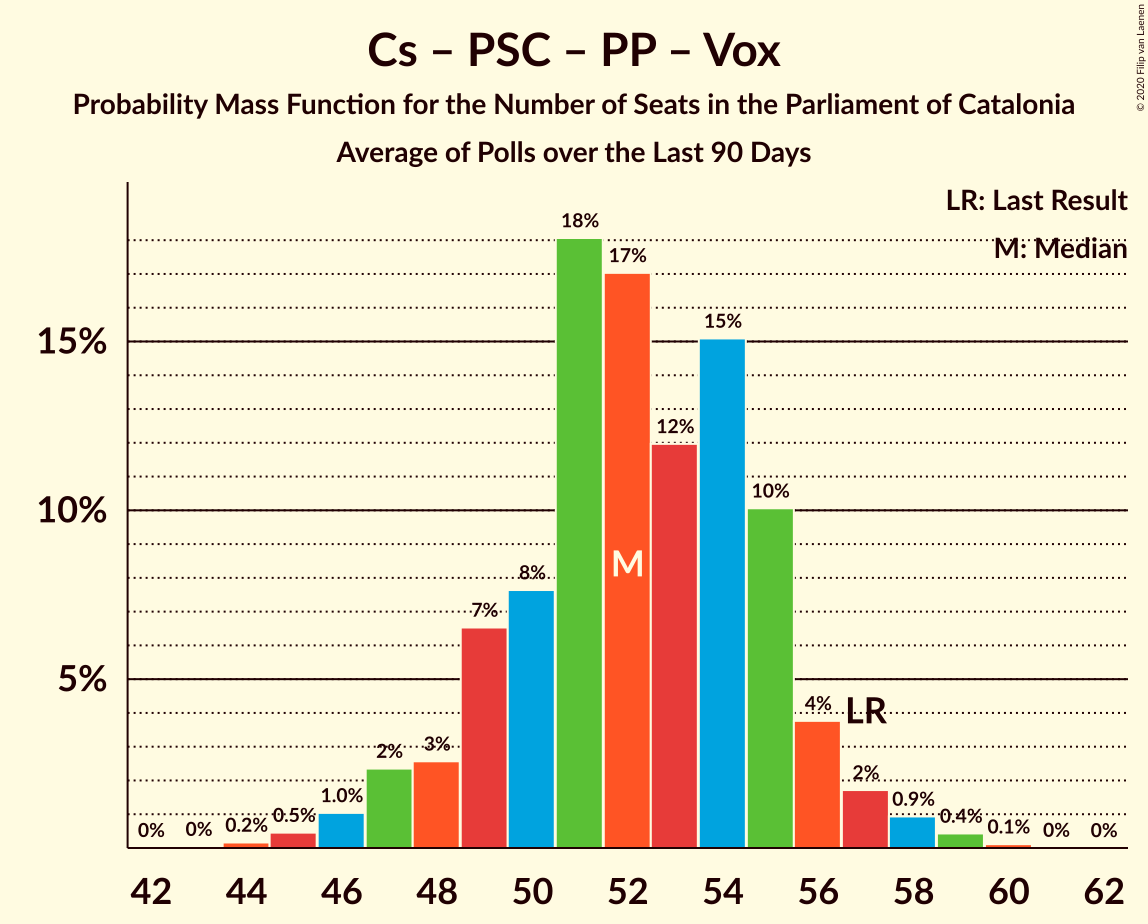 Cs – PSC – PP – Vox
Probability Mass Function for the Number of Seats in the Parliament of Catalonia
Average of Polls over the Last 90 Days
© 2020 Filip van Laenen
LR: Last Result
M: Median
18%
17%
15%
15%
12%
10%
10%
M
8%
7%
5%
4%
LR
3%
2%
2%
1.0%
0.9%
0.5%
0.4%
0.2%
0.1%
0%
0%
0%
0%
42 44 46 48 50 52 54 56 58 60 62